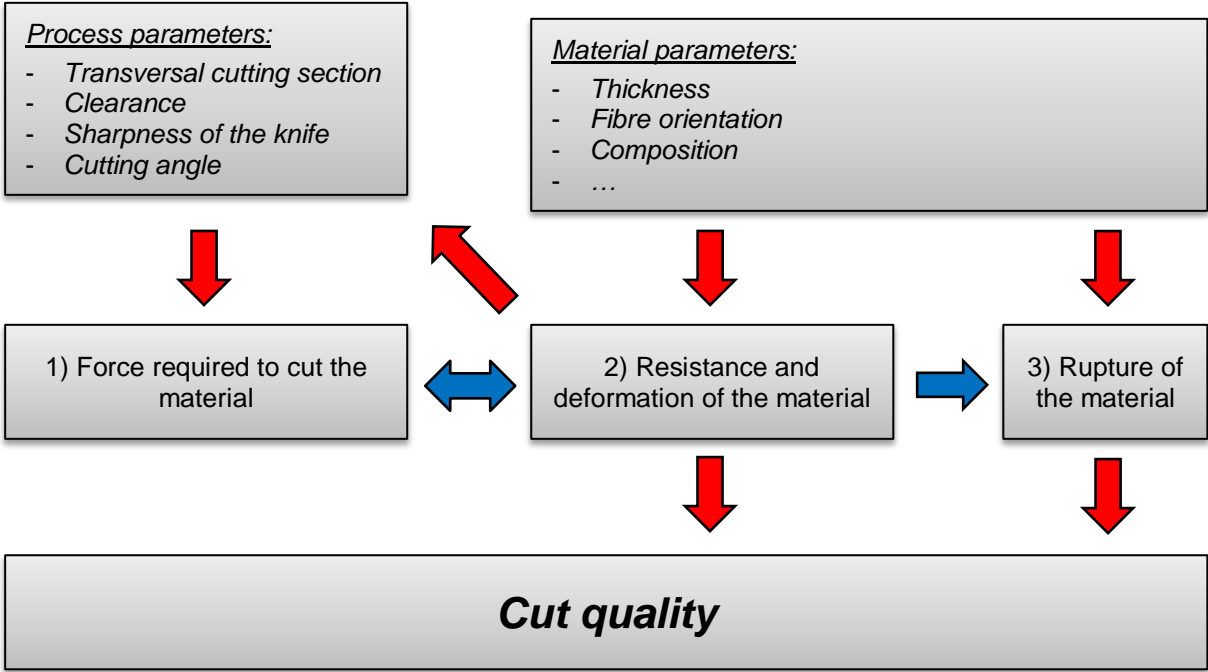 Process parameters:
- Transversal cutting section
- Clearance
- Sharpness of the knife
- Cutting angle
Material parameters:
- Thickness
- Fibre orientation
- Composition
- …
1) Force required to cut the
material
2) Resistance and
deformation of the material
3) Rupture of
the material
Cut quality